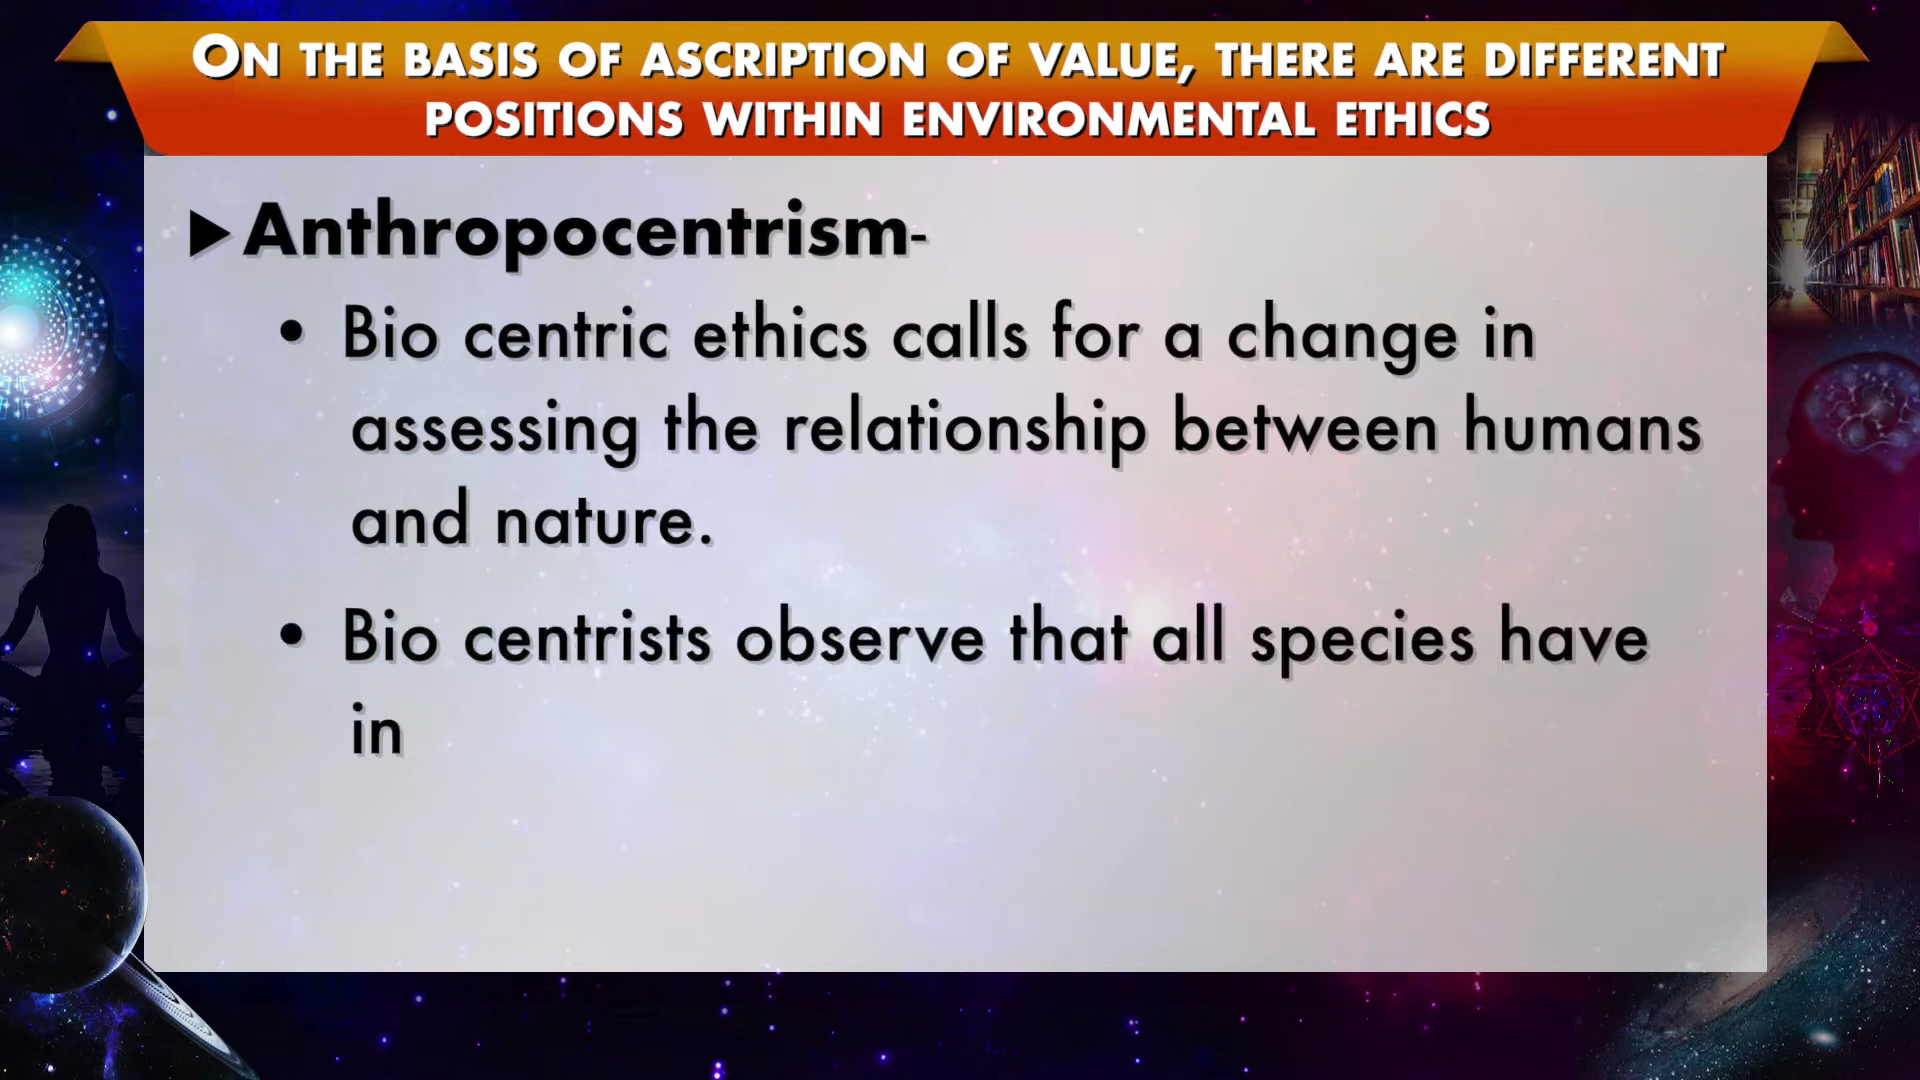 ON THE BASIS OF ASCRIPTION OF VALUE, THERE ARE DIFFERENT
POSITIONS WITHIN ENVIRONMENTAL ETHICS
▶Anthropocentrism-
• Bio centric ethics calls for a change in
assessing the relationship between humans
and nature.
• Bio centrists observe that all species have
in